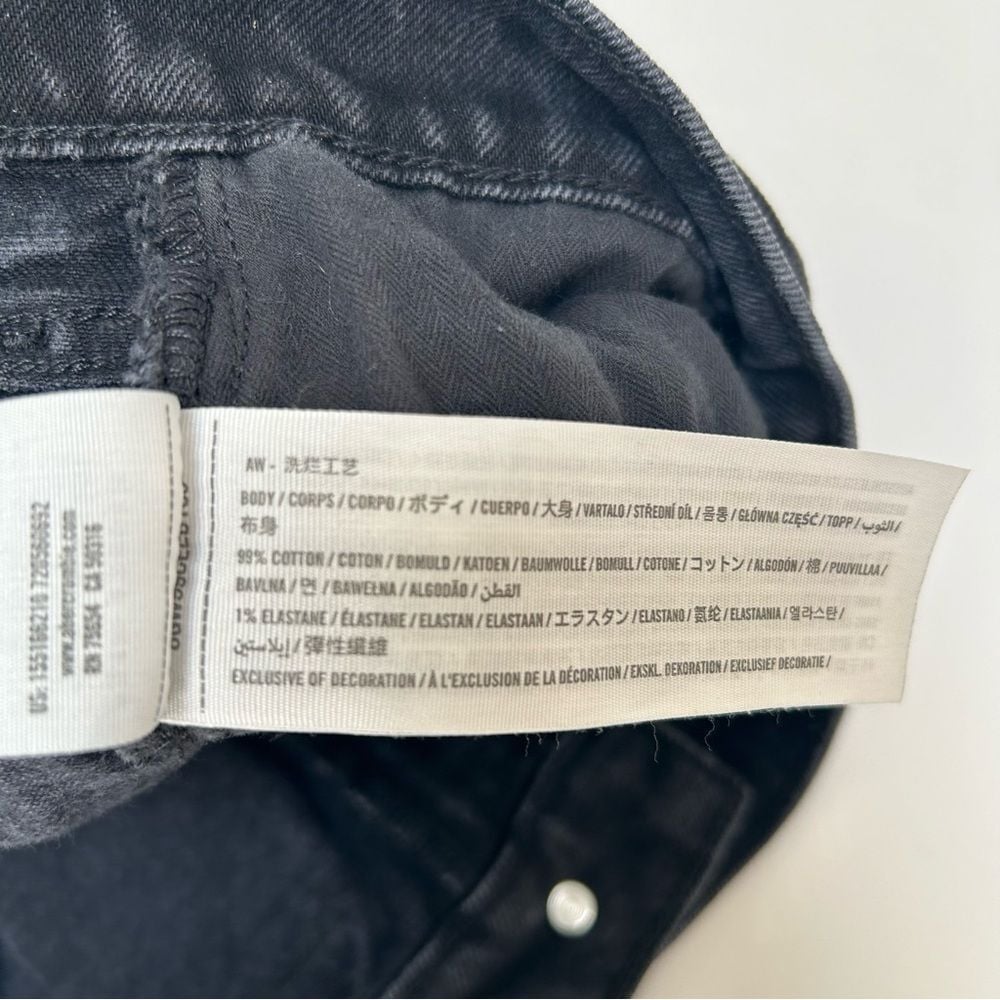 AW - 洗烂工艺
BODY / CORPS / CORPO / ボディ / CUERPO / 大身 / VARTALO / STŘEDNÍ DÍL / 몸통 / GŁÓWNA CZĘŚĆ / TOPP / الثوب /
布身
99% COTTON / COTON / BOMULD / KATOEN / BAUMWOLLE / BOMULL / COTONE / コットン / ALGODÓN / 棉 / PUUVILLAA /
BAVLNA / 면 / BAWEŁNA / ALGODÃO / القطن
1% ELASTANE / ÉLASTANE / ELASTAN / ELASTAAN / エラスタン / ELASTANO / 氨纶 / ELASTAANIA / 엘라스탄 /
إيلاستين / 彈性纖維
EXCLUSIVE OF DECORATION / À L'EXCLUSION DE LA DÉCORATION / EKSKL. DEKORATION / EXCLUSIEF DECORATIE /
US: 155166210 726560692
www.abercrombie.com
RN 75654 CA 50316